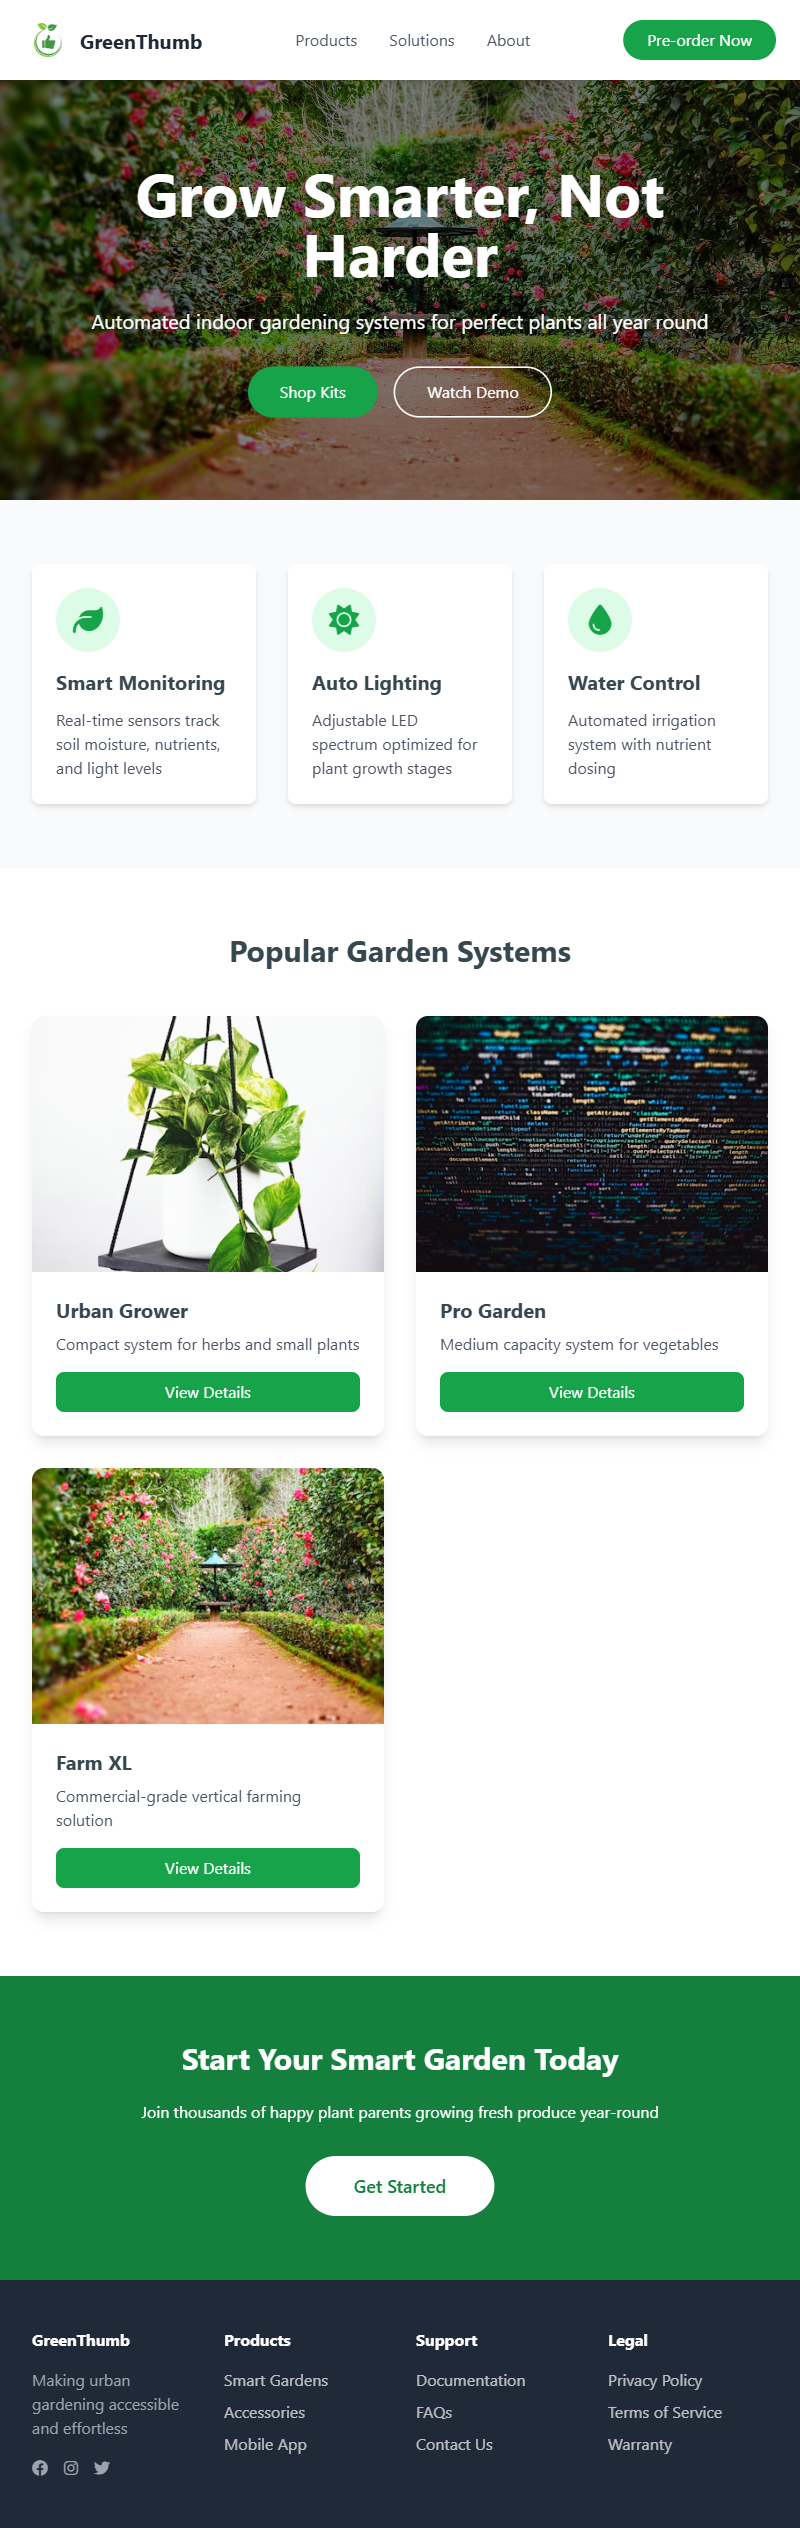 GreenThumb
Products
Solutions
About
Pre-order Now
Grow Smarter, Not
Harder
Automated indoor gardening systems for perfect plants all year round
Shop Kits
Watch Demo
Smart Monitoring
Real-time sensors track
soil moisture, nutrients,
and light levels
Auto Lighting
Adjustable LED
spectrum optimized for
plant growth stages
Water Control
Automated irrigation
system with nutrient
dosing
Popular Garden Systems
Urban Grower
Compact system for herbs and small plants
View Details
Pro Garden
Medium capacity system for vegetables
View Details
Farm XL
Commercial-grade vertical farming
solution
View Details
Start Your Smart Garden Today
Join thousands of happy plant parents growing fresh produce year-round
Get Started
GreenThumb
Making urban
gardening accessible
and effortless
Products
Smart Gardens
Accessories
Mobile App
Support
Documentation
FAQs
Contact Us
Legal
Privacy Policy
Terms of Service
Warranty